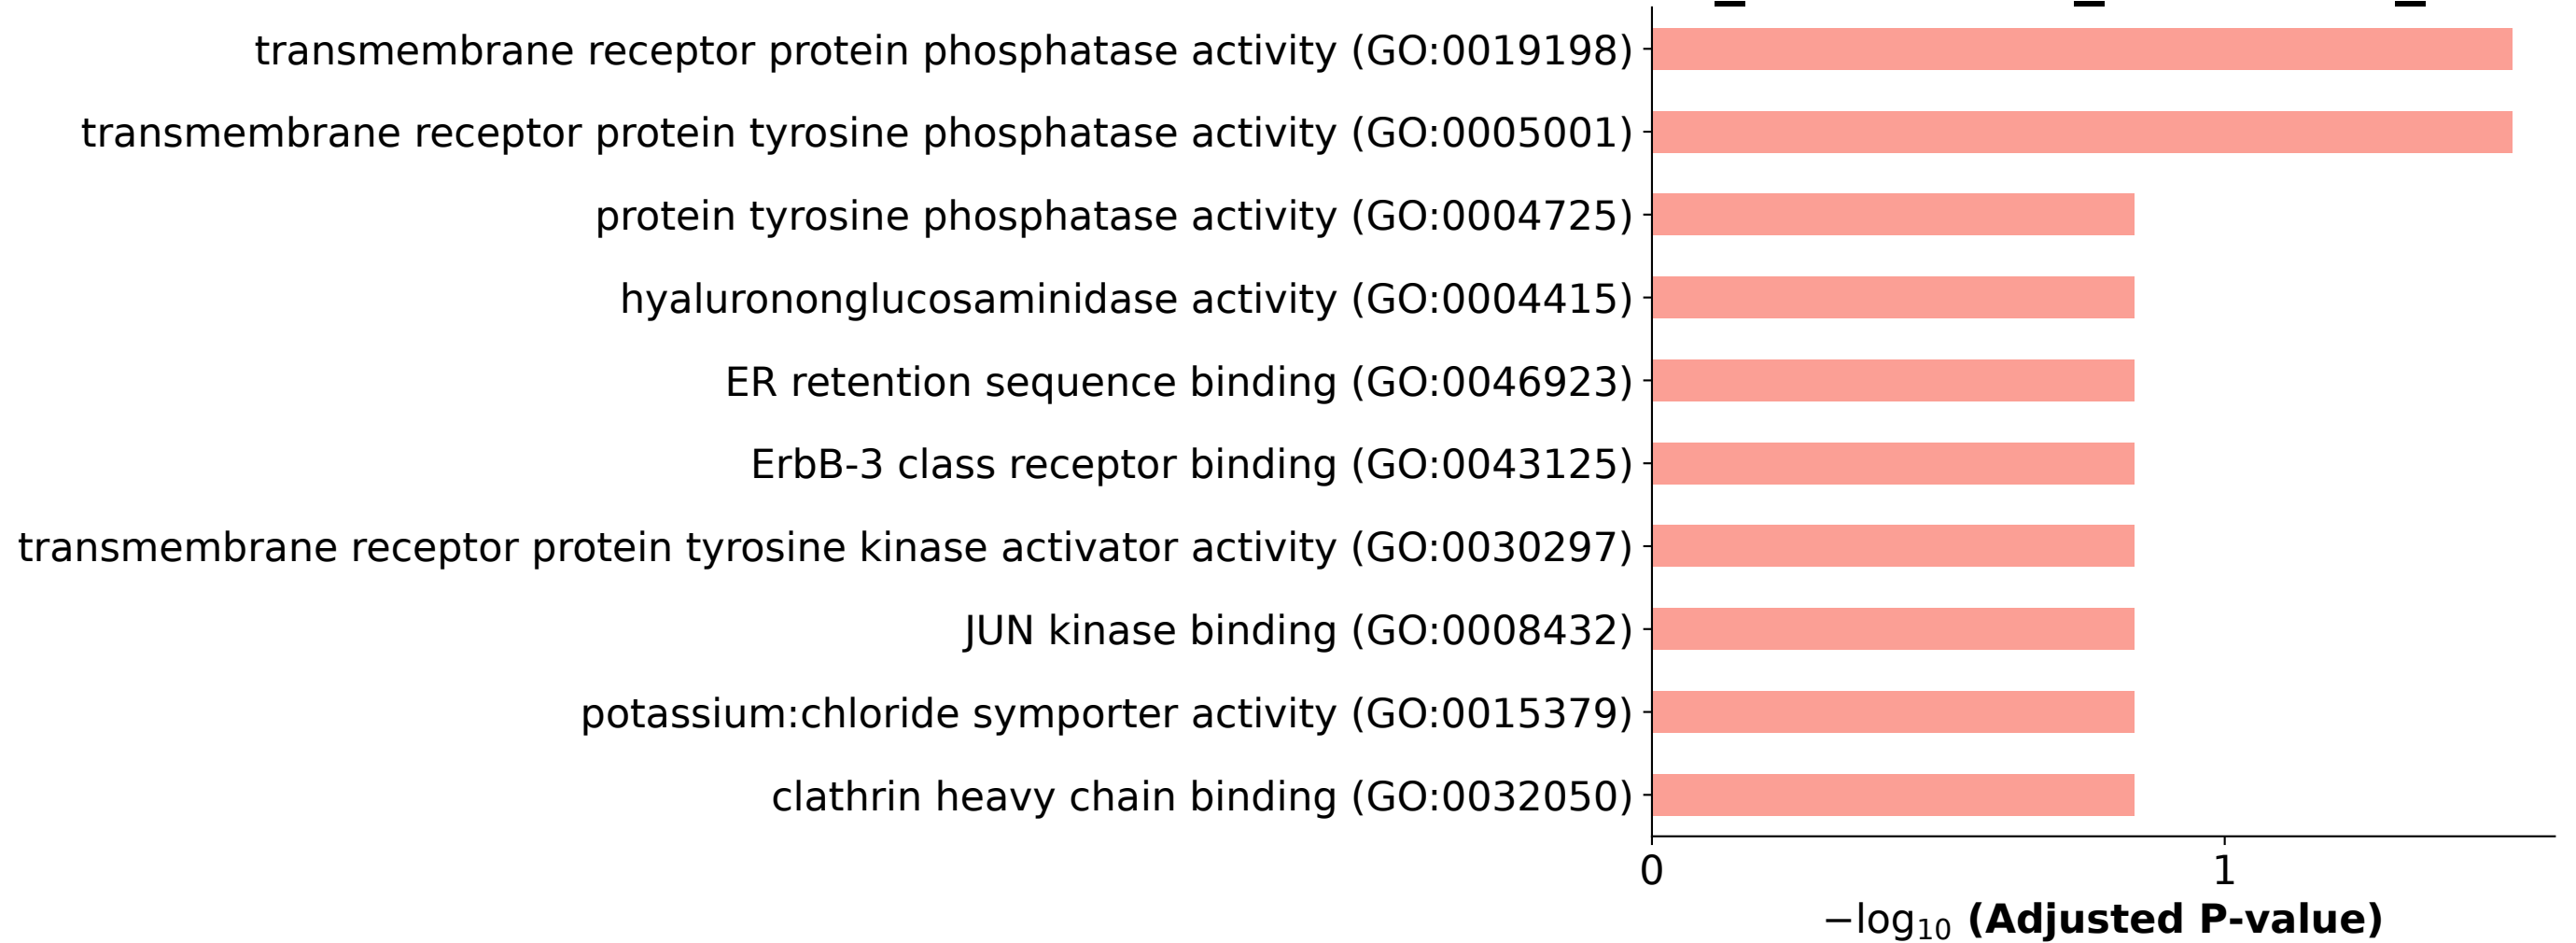 transmembrane receptor protein phosphatase activity (GO:0019198)
transmembrane receptor protein tyrosine phosphatase activity (GO:0005001)
protein tyrosine phosphatase activity (GO:0004725)
hyalurononglucosaminidase activity (GO:0004415)
ER retention sequence binding (GO:0046923)
ErbB-3 class receptor binding (GO:0043125)
transmembrane receptor protein tyrosine kinase activator activity (GO:0030297)
JUN kinase binding (GO:0008432)
potassium:chloride symporter activity (GO:0015379)
clathrin heavy chain binding (GO:0032050)
0 1
−log₁₀ (Adjusted P-value)